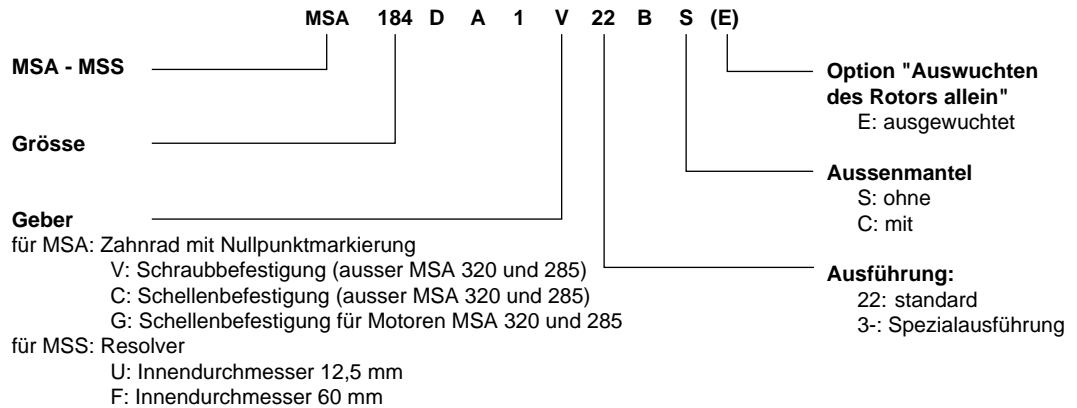 MSA 184 D A 1 V 22 B S (E)
MSA - MSS
Grösse
Geber
für MSA: Zahnrad mit Nullpunktmarkierung
V: Schraubbefestigung (ausser MSA 320 und 285)
C: Schellenbefestigung (ausser MSA 320 und 285)
G: Schellenbefestigung für Motoren MSA 320 und 285
für MSS: Resolver
U: Innendurchmesser 12,5 mm
F: Innendurchmesser 60 mm
Option "Auswuchten
des Rotors allein"
E: ausgewuchtet
Aussenmantel
S: ohne
C: mit
Ausführung:
22: standard
3-: Spezialausführung